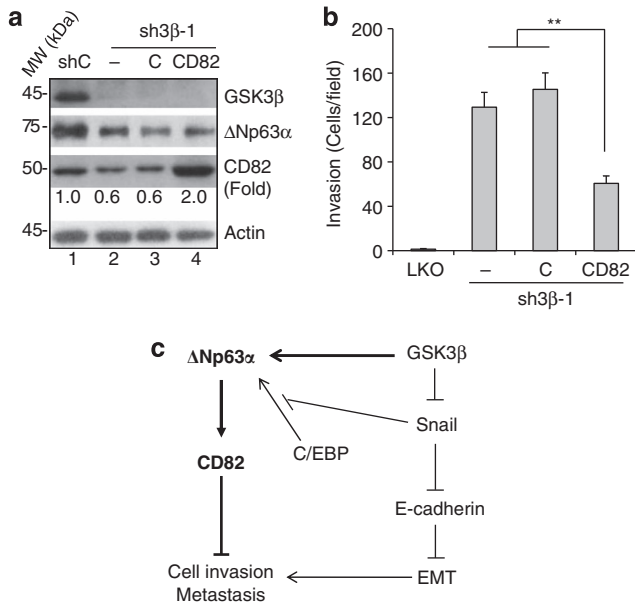 a
MW (kDa)
sh3β-1
shC – C CD82
45- GSK3β
75- ΔNp63α
50- CD82
(Fold)
1.0 0.6 0.6 2.0
45- Actin
1 2 3 4
b
**
Invasion (Cells/field)
200
160
120
80
40
0
LKO – C CD82
sh3β-1
c
ΔNp63α GSK3β
Snail
C/EBP
CD82
E-cadherin
Cell invasion
Metastasis
EMT